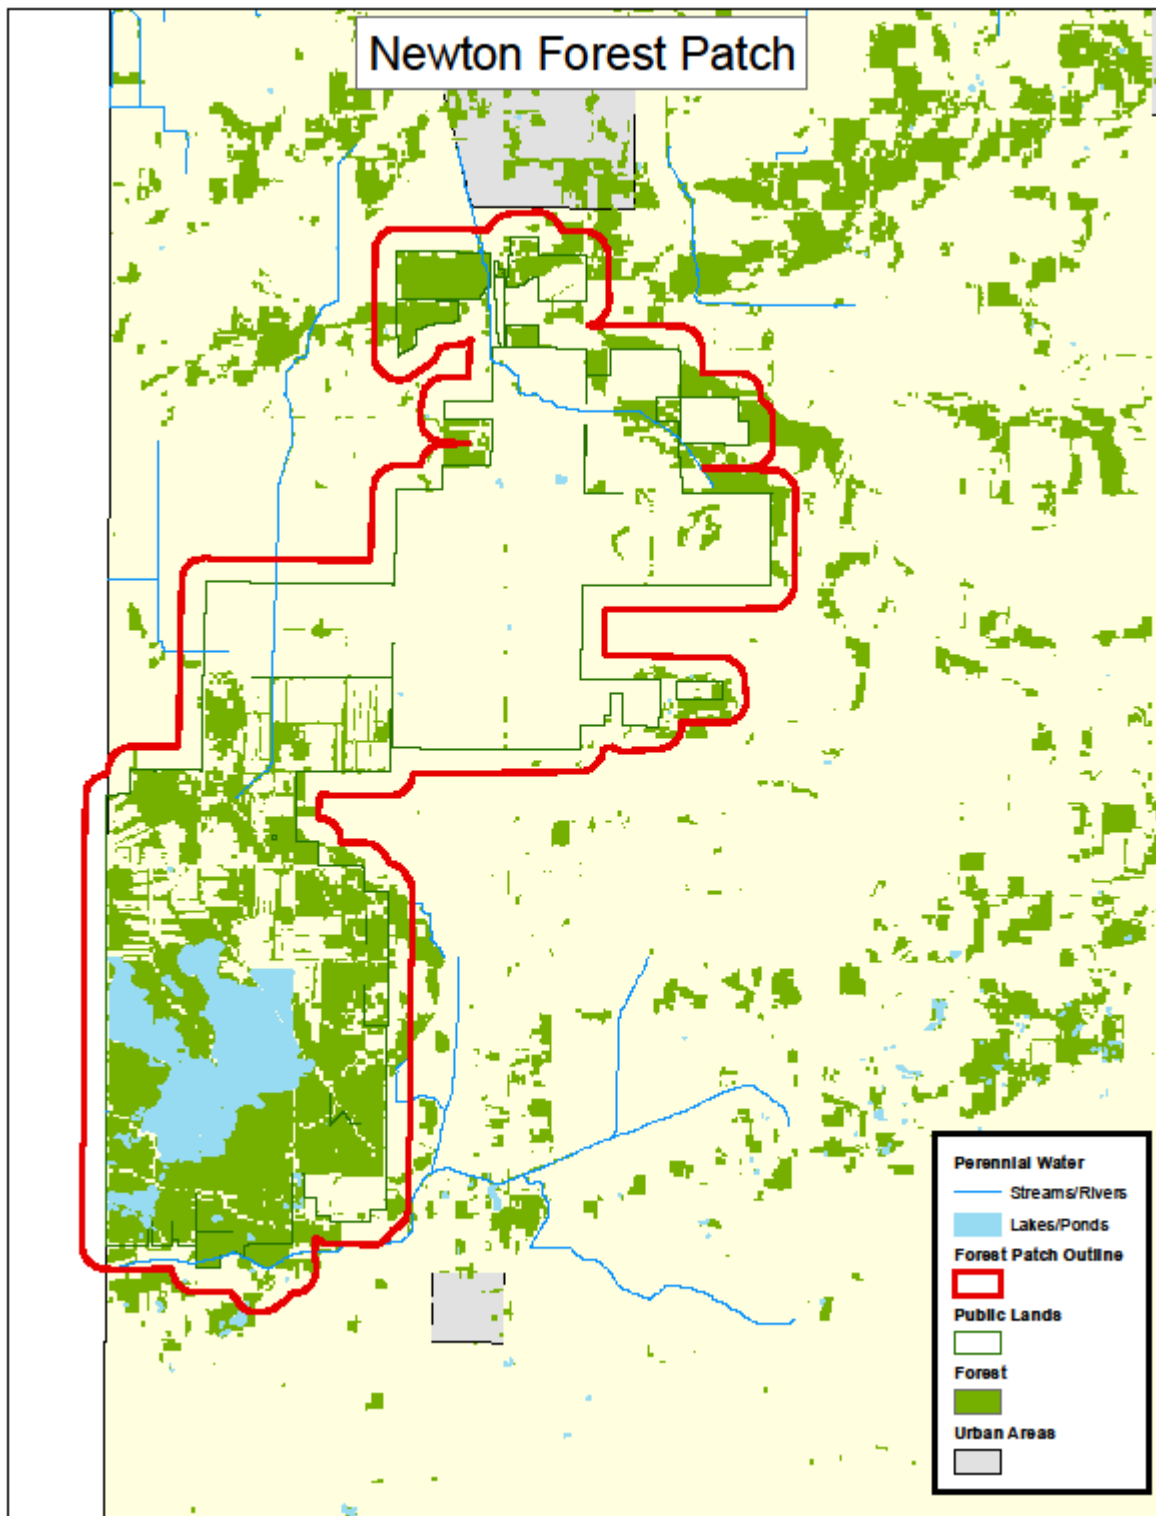 Newton Forest Patch
Perennial Water
Streams/Rivers
Lakes/Ponds
Forest Patch Outline
Public Lands
Forest
Urban Areas